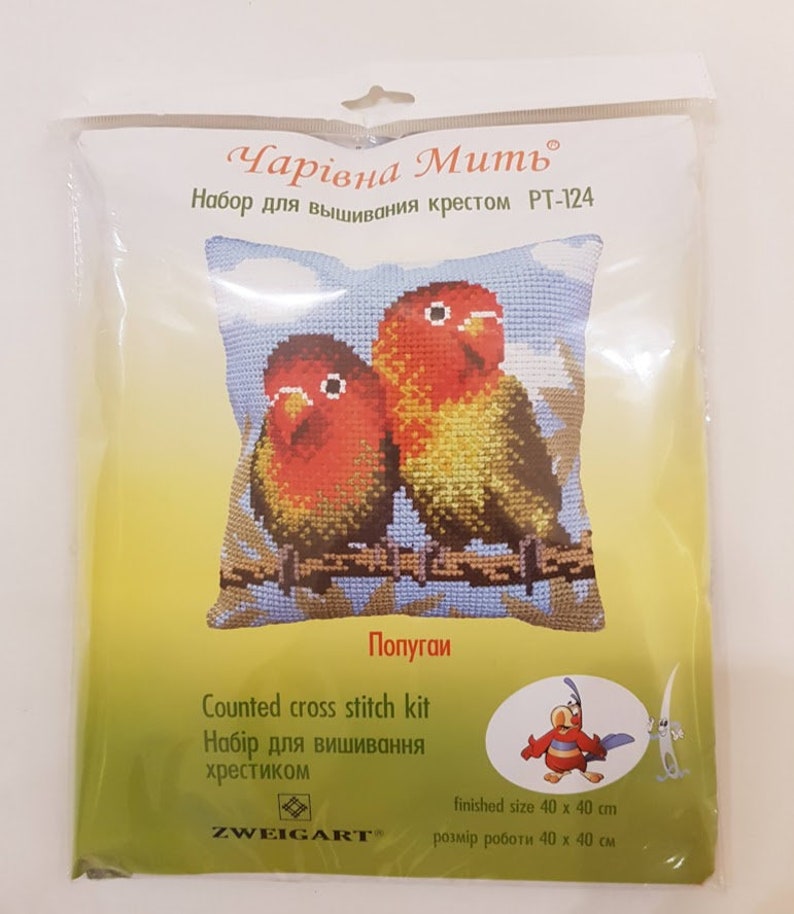 Чарівна Мить®
Набор для вышивания крестом РТ-124
Попугаи
Counted cross stitch kit
Набір для вишивання
хрестиком
ZWEIGART®
finished size 40 x 40 cm
розмір роботи 40 x 40 см